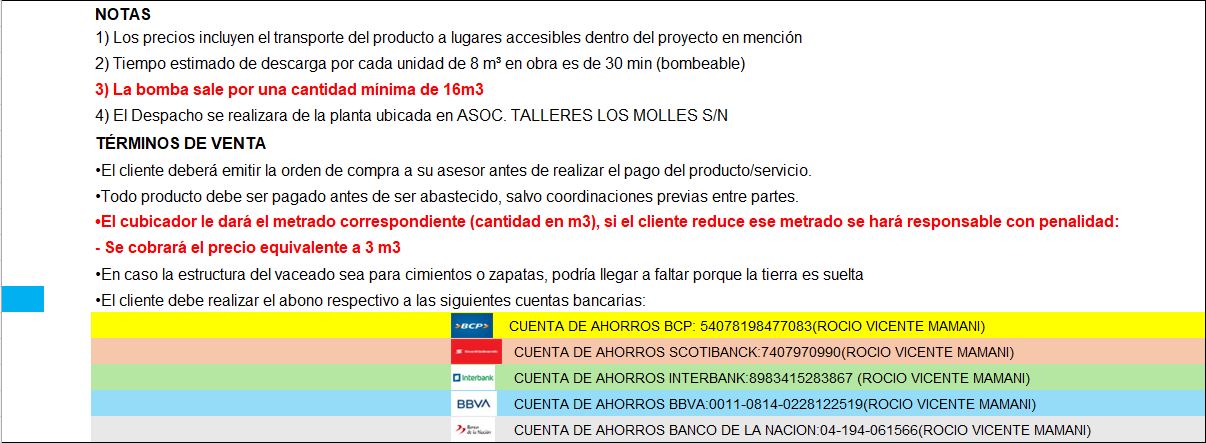 NOTAS
1) Los precios incluyen el transporte del producto a lugares accesibles dentro del proyecto en mención
2) Tiempo estimado de descarga por cada unidad de 8 m³ en obra es de 30 min (bombeable)
3) La bomba sale por una cantidad mínima de 16m3
4) El Despacho se realizara de la planta ubicada en ASOC. TALLERES LOS MOLLES S/N
TÉRMINOS DE VENTA
•El cliente deberá emitir la orden de compra a su asesor antes de realizar el pago del producto/servicio.
•Todo producto debe ser pagado antes de ser abastecido, salvo coordinaciones previas entre partes.
•El cubicador le dará el metrado correspondiente (cantidad en m3), si el cliente reduce ese metrado se hará responsable con penalidad:
- Se cobrará el precio equivalente a 3 m3
•En caso la estructura del vaceado sea para cimientos o zapatas, podría llegar a faltar porque la tierra es suelta
•El cliente debe realizar el abono respectivo a las siguientes cuentas bancarias:
BCP CUENTA DE AHORROS BCP: 54078198477083(ROCIO VICENTE MAMANI)
CUENTA DE AHORROS SCOTIBANCK:7407970990(ROCIO VICENTE MAMANI)
Interbank CUENTA DE AHORROS INTERBANK:8983415283867 (ROCIO VICENTE MAMANI)
BBVA CUENTA DE AHORROS BBVA:0011-0814-0228122519(ROCIO VICENTE MAMANI)
Banco de la Nación CUENTA DE AHORROS BANCO DE LA NACION:04-194-061566(ROCIO VICENTE MAMANI)